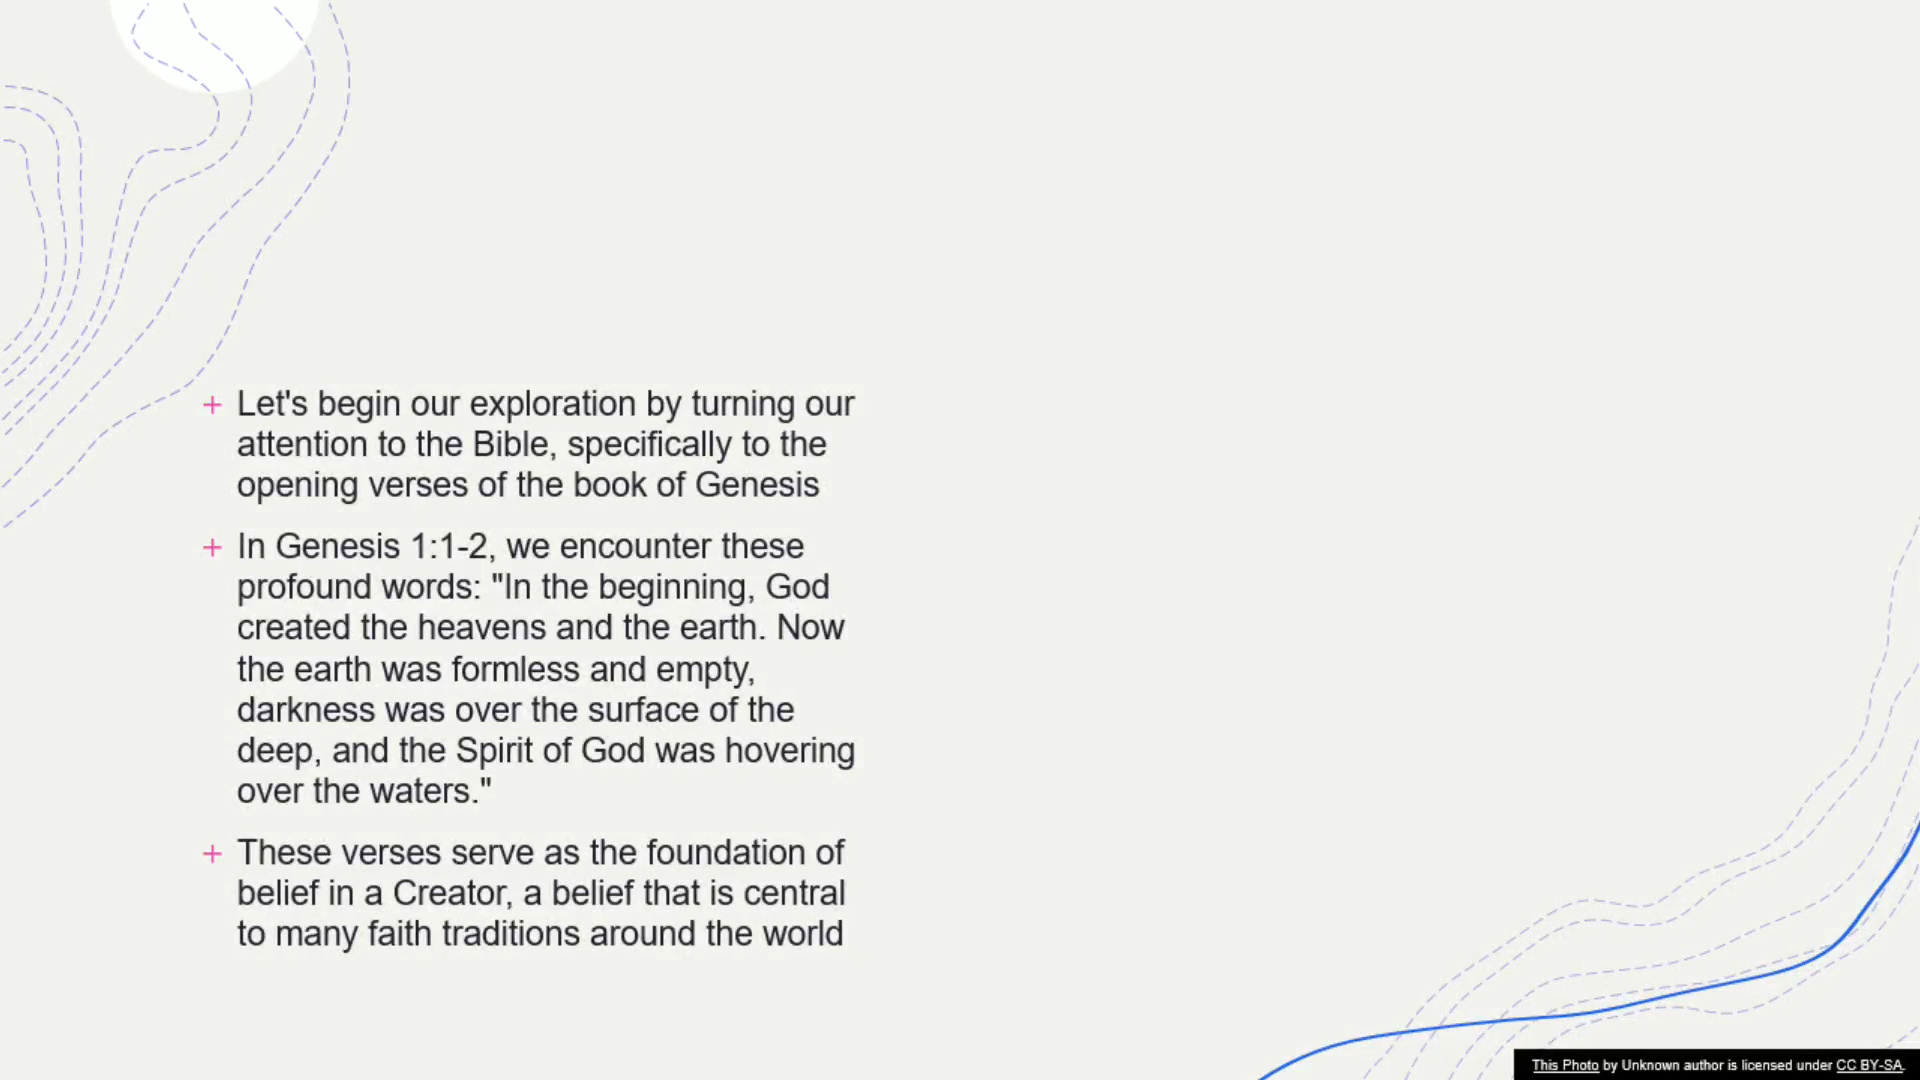 + Let's begin our exploration by turning our
attention to the Bible, specifically to the
opening verses of the book of Genesis
+ In Genesis 1:1-2, we encounter these
profound words: "In the beginning, God
created the heavens and the earth. Now
the earth was formless and empty,
darkness was over the surface of the
deep, and the Spirit of God was hovering
over the waters."
+ These verses serve as the foundation of
belief in a Creator, a belief that is central
to many faith traditions around the world
This Photo by Unknown author is licensed under CC BY-SA.